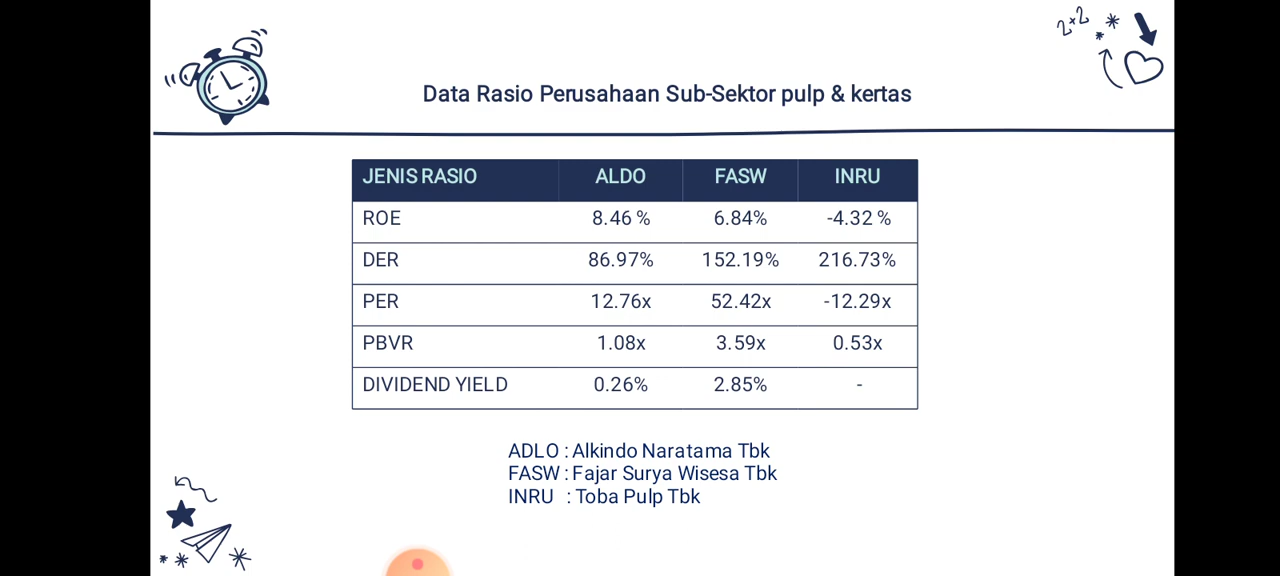 2x2
Data Rasio Perusahaan Sub-Sektor pulp & kertas
JENIS RASIO ALDO FASW INRU
ROE 8.46 % 6.84% -4.32 %
DER 86.97% 152.19% 216.73%
PER 12.76x 52.42x -12.29x
PBVR 1.08x 3.59x 0.53x
DIVIDEND YIELD 0.26% 2.85% -
ADLO : Alkindo Naratama Tbk
FASW : Fajar Surya Wisesa Tbk
INRU : Toba Pulp Tbk